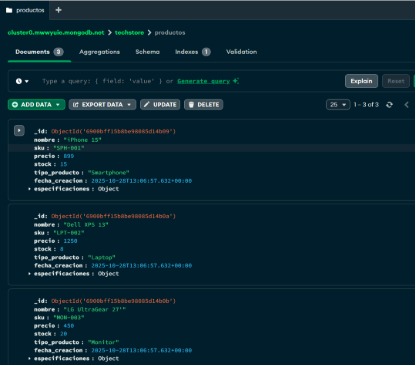 productos +
cluster0.mwwysie.mongodb.net > techstore > productos
Documents 3 Aggregations Schema Indexes 1 Validation
Type a query: { field: 'value' } or Generate query
Explain Reset
ADD DATA EXPORT DATA UPDATE DELETE 25 1 – 3 of 3
_id: ObjectId('
nombre : "iPhone 15"
sku : "SPH-001"
precio : 899
stock : 15
tipo_producto : "Smartphone"
fecha_creacion : 2025-10-28T13:06:57.632+00:00
especificaciones : Object
_id: ObjectId('
nombre : "Dell XPS 13"
sku : "LPT-002"
precio : 1250
stock : 8
tipo_producto : "Laptop"
fecha_creacion : 2025-10-28T13:06:57.632+00:00
especificaciones : Object
_id: ObjectId('
nombre : "LG UltraGear 27'"
sku : "MON-003"
precio : 450
stock : 20
tipo_producto : "Monitor"
fecha_creacion : 2025-10-28T13:06:57.632+00:00
especificaciones : Object